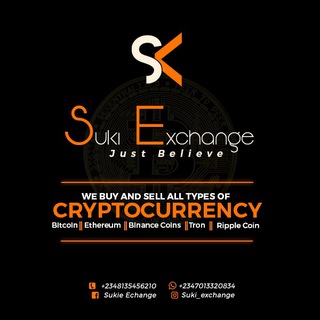 SK
Suki Exchange
Just Believe
WE BUY AND SELL ALL TYPES OF
CRYPTOCURRENCY
Bitcoin || Ethereum || Binance Coins || Tron || Ripple Coin
+2348135456210 +2347013320834
Sukie Echange Suki_exchange